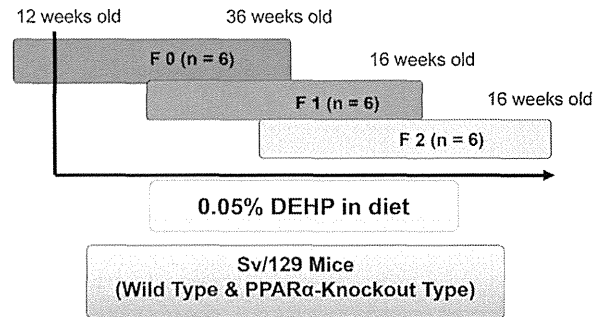 12 weeks old
36 weeks old
F 0 (n = 6)
16 weeks old
F 1 (n = 6)
16 weeks old
F 2 (n = 6)
0.05% DEHP in diet
Sv/129 Mice
(Wild Type & PPARα-Knockout Type)